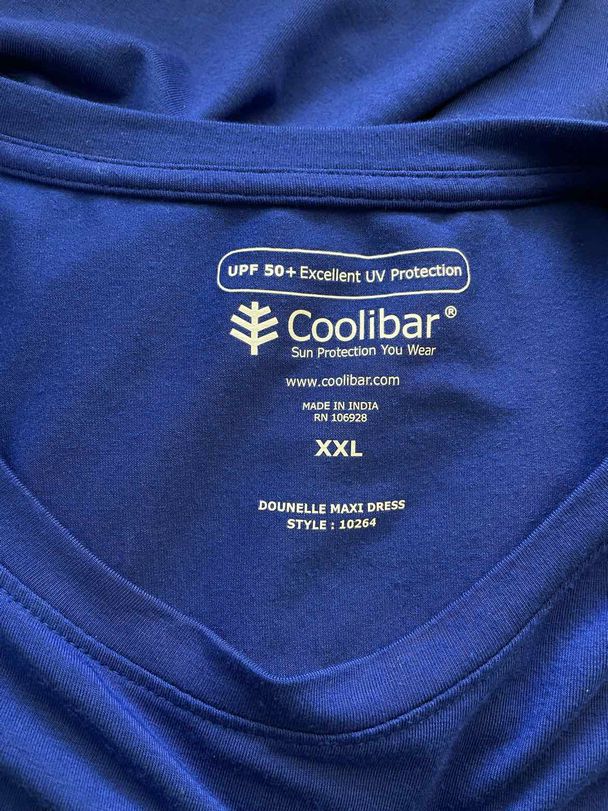 UPF 50+ Excellent UV Protection
Coolibar®
Sun Protection You Wear
www.coolibar.com
MADE IN INDIA
RN 106928
XXL
DOUNELLE MAXI DRESS
STYLE : 10264